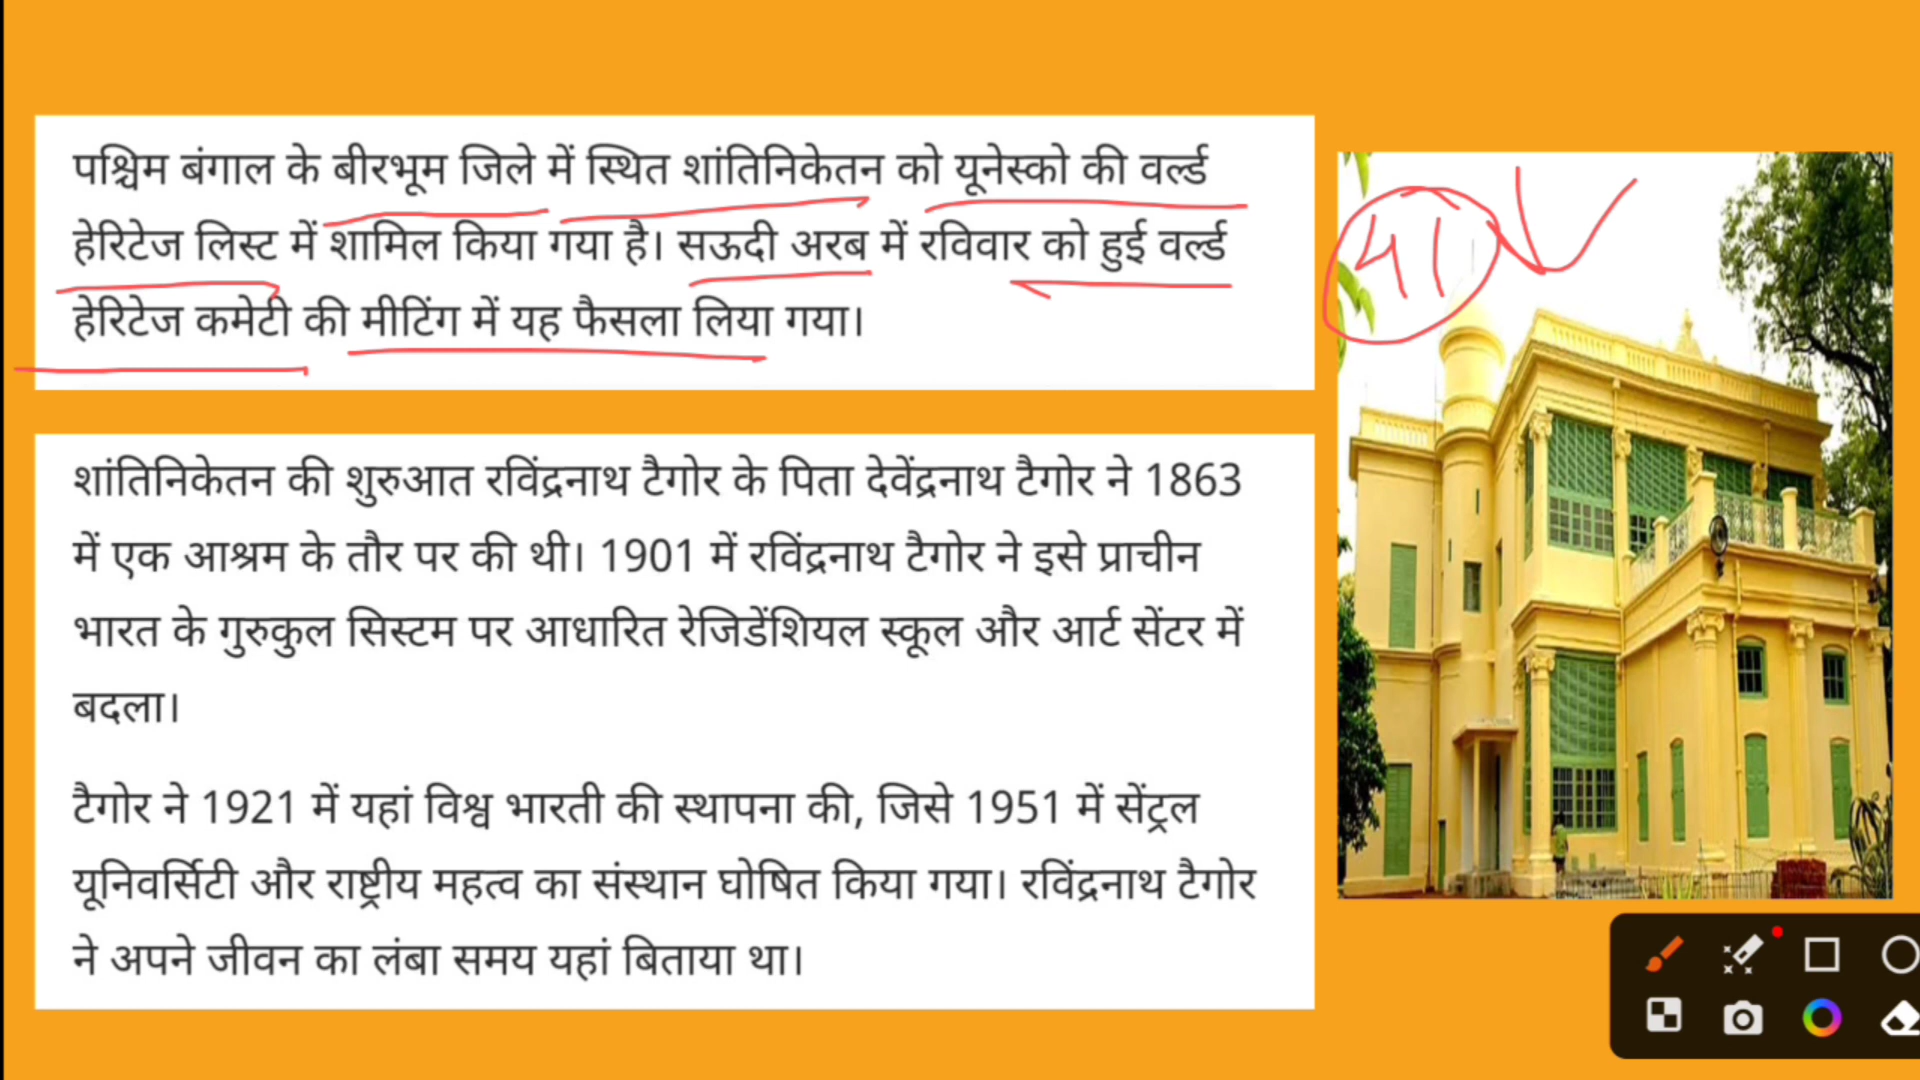 पश्चिम बंगाल के बीरभूम जिले में स्थित शांतिनिकेतन को यूनेस्को की वर्ल्ड
हेरिटेज लिस्ट में शामिल किया गया है। सऊदी अरब में रविवार को हुई वर्ल्ड
हेरिटेज कमेटी की मीटिंग में यह फैसला लिया गया।
41
शांतिनिकेतन की शुरुआत रविंद्रनाथ टैगोर के पिता देवेंद्रनाथ टैगोर ने 1863
में एक आश्रम के तौर पर की थी। 1901 में रविंद्रनाथ टैगोर ने इसे प्राचीन
भारत के गुरुकुल सिस्टम पर आधारित रेजिडेंशियल स्कूल और आर्ट सेंटर में
बदला।
टैगोर ने 1921 में यहां विश्व भारती की स्थापना की, जिसे 1951 में सेंट्रल
यूनिवर्सिटी और राष्ट्रीय महत्व का संस्थान घोषित किया गया। रविंद्रनाथ टैगोर
ने अपने जीवन का लंबा समय यहां बिताया था।